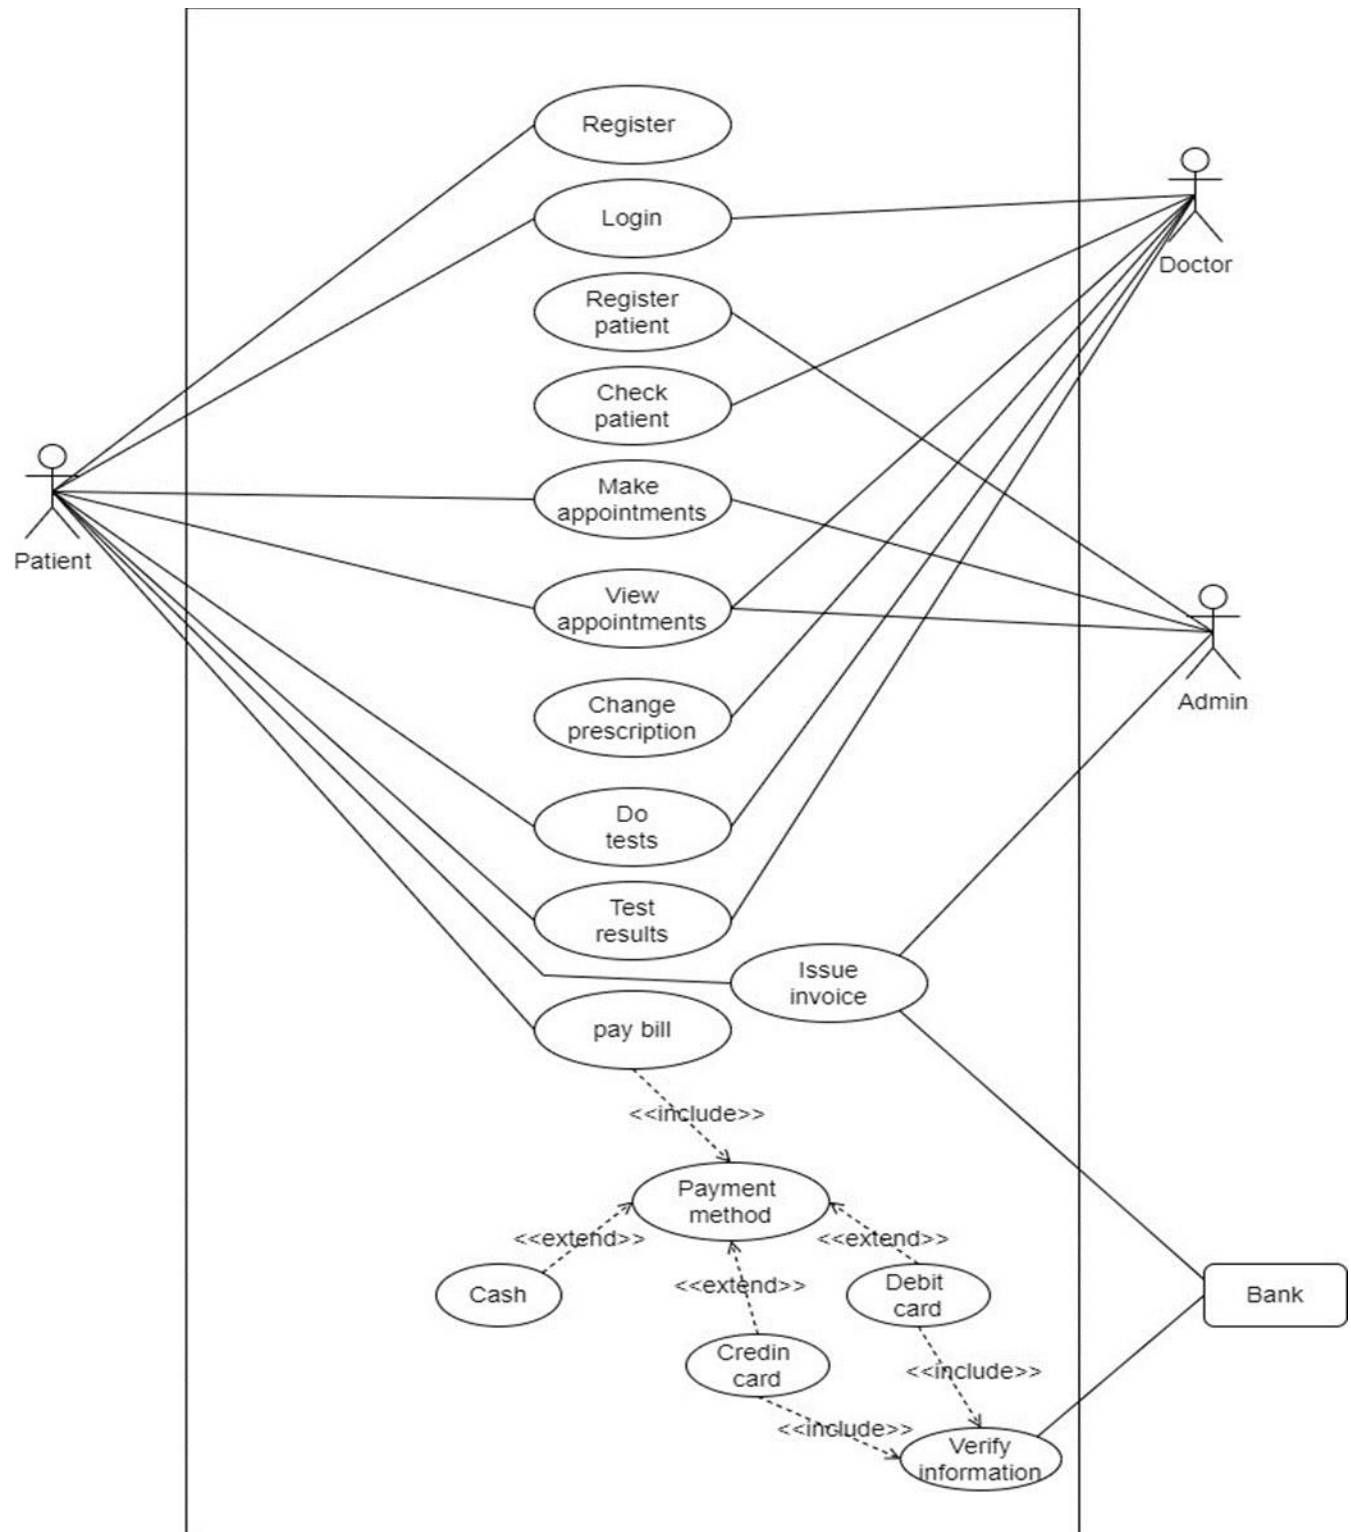 Register
Login
Doctor
Register
patient
Check
patient
Make
appointments
Patient
View
appointments
Admin
Change
prescription
Do
tests
Test
results
Issue
invoice
pay bill
<<include>>
Payment
method
<<extend>>
<<extend>>
<<extend>>
Cash
Debit
card
Bank
Credin
card
<<include>>
<<include>>
Verify
information